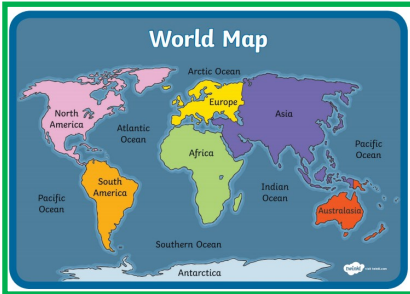 World Map
Arctic Ocean
North
America
Europe
Asia
Atlantic
Ocean
Africa
Pacific
Ocean
South
America
Pacific
Ocean
Indian
Ocean
Australasia
Southern Ocean
Antarctica
twinkl